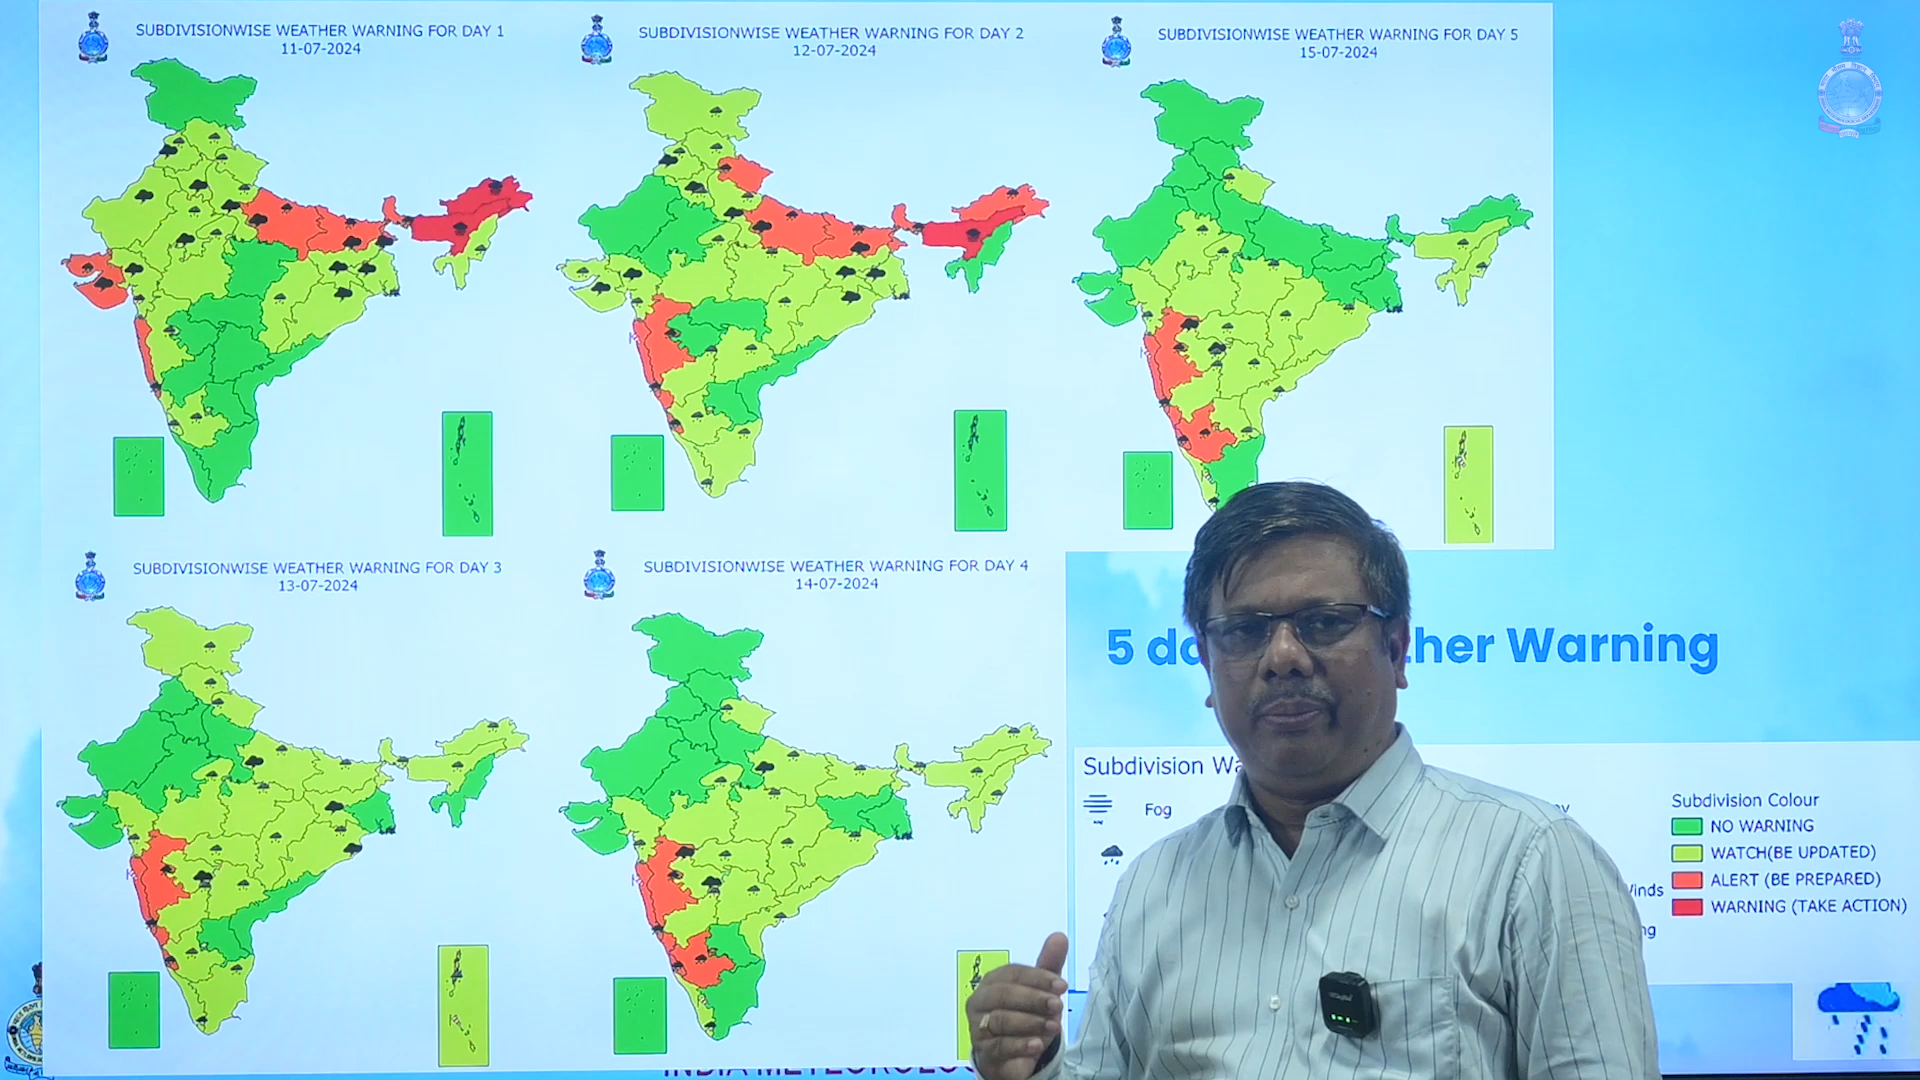 SUBDIVISIONWISE WEATHER WARNING FOR DAY 1
11-07-2024
SUBDIVISIONWISE WEATHER WARNING FOR DAY 2
12-07-2024
SUBDIVISIONWISE WEATHER WARNING FOR DAY 5
15-07-2024
SUBDIVISIONWISE WEATHER WARNING FOR DAY 3
13-07-2024
SUBDIVISIONWISE WEATHER WARNING FOR DAY 4
14-07-2024
5 Warning
Subdivision
Fog
Subdivision Colour
NO WARNING
WATCH(BE UPDATED)
ALERT (BE PREPARED)
WARNING (TAKE ACTION)
INDIA